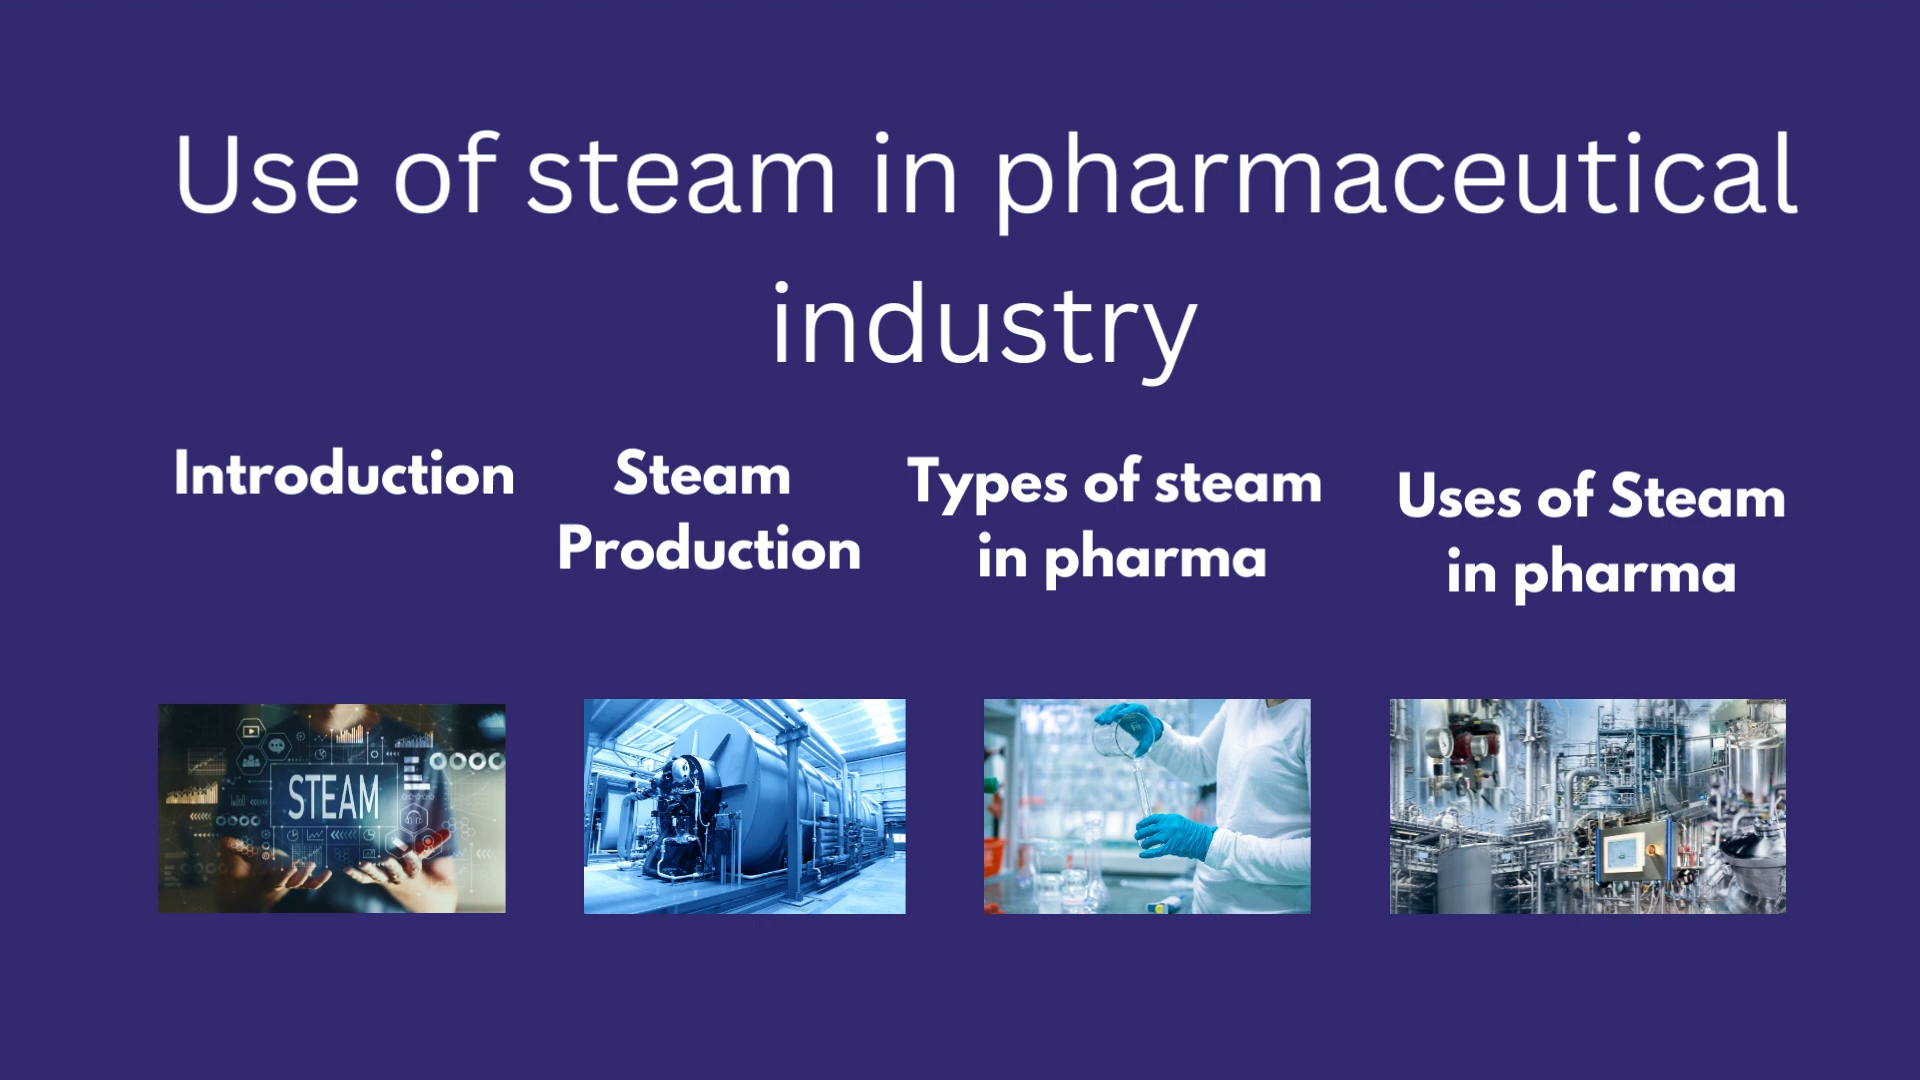 Use of steam in pharmaceutical
industry
Introduction
Steam
Production
Types of steam
in pharma
Uses of Steam
in pharma
STEAM